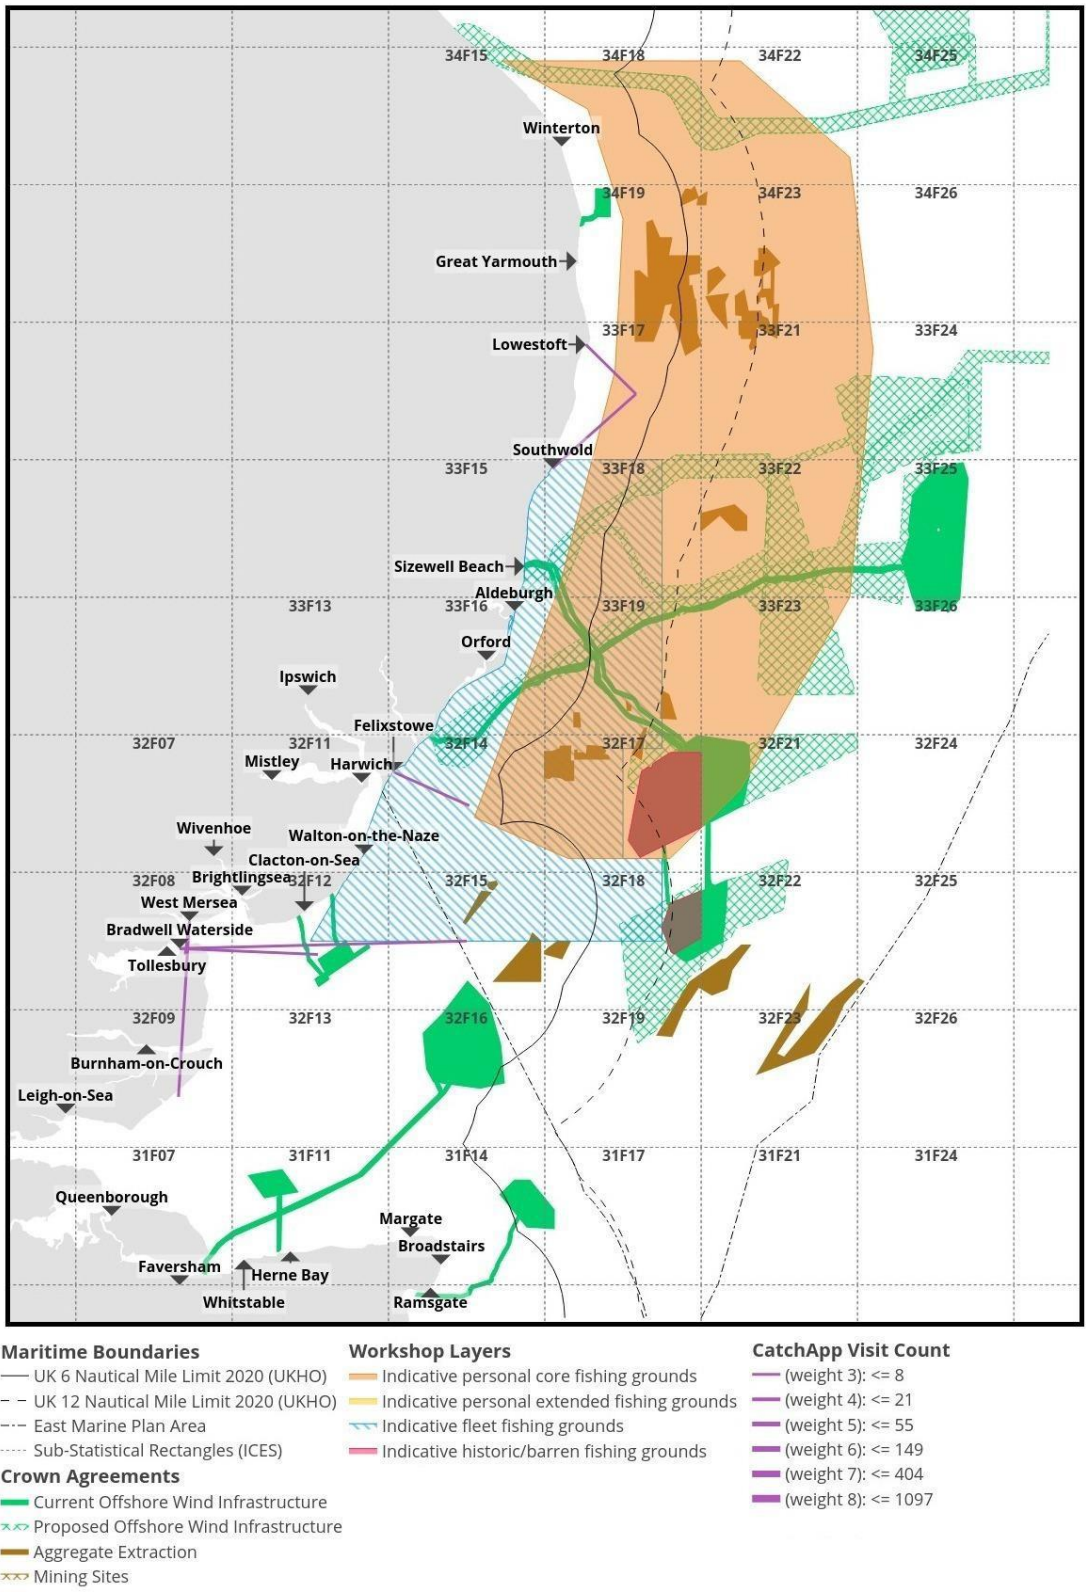 34F15
34F18
34F22
34F25
Winterton
34F19
34F23
34F26
Great Yarmouth
33F17
33F21
33F24
Lowestoft
Southwold
33F15
33F18
33F22
33F25
Sizewell Beach
Aldeburgh
33F13
33F16
33F19
33F23
33F26
Orford
Ipswich
Felixstowe
32F07
32F11
32F14
32F17
32F21
32F24
Mistley
Harwich
Wivenhoe
Walton-on-the-Naze
Clacton-on-Sea
Brightlingsea
32F08
32F12
32F15
32F18
32F22
32F25
West Mersea
Bradwell Waterside
Tollesbury
32F09
32F13
32F16
32F19
32F23
32F26
Burnham-on-Crouch
Leigh-on-Sea
31F07
31F11
31F14
31F17
31F21
31F24
Queenborough
Margate
Broadstairs
Faversham
Herne Bay
Whitstable
Ramsgate
Maritime Boundaries
UK 6 Nautical Mile Limit 2020 (UKHO)
UK 12 Nautical Mile Limit 2020 (UKHO)
East Marine Plan Area
Sub-Statistical Rectangles (ICES)
Crown Agreements
Current Offshore Wind Infrastructure
Proposed Offshore Wind Infrastructure
Aggregate Extraction
Mining Sites
Workshop Layers
Indicative personal core fishing grounds
Indicative personal extended fishing grounds
Indicative fleet fishing grounds
Indicative historic/barren fishing grounds
CatchApp Visit Count
(weight 3): <= 8
(weight 4): <= 21
(weight 5): <= 55
(weight 6): <= 149
(weight 7): <= 404
(weight 8): <= 1097